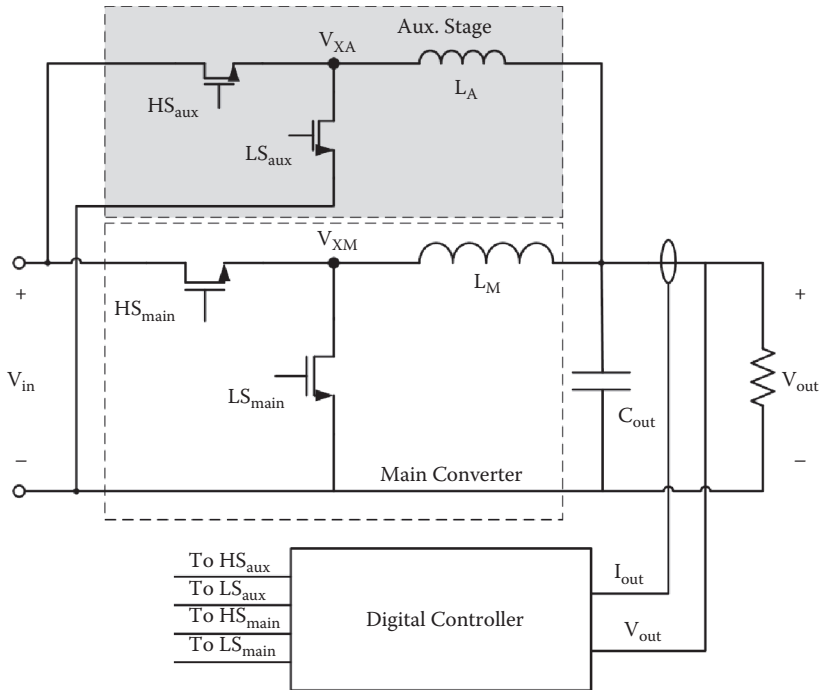 Aux. Stage
V_XA
L_A
HS_aux
LS_aux
V_XM
L_M
HS_main
+
+
V_in
LS_main
V_out
C_out
–
–
Main Converter
To HS_aux
To LS_aux
To HS_main
To LS_main
Digital Controller
I_out
V_out